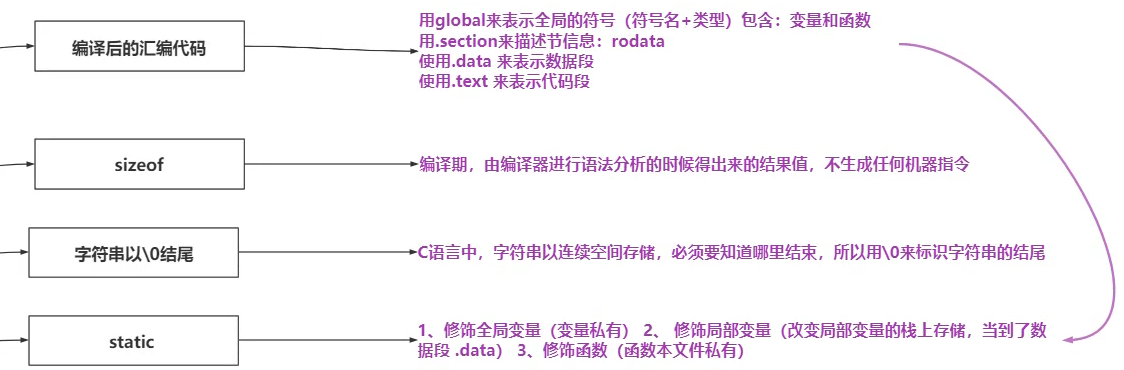 编译后的汇编代码
用global来表示全局的符号（符号名+类型）包含：变量和函数
用.section来描述节信息：rodata
使用.data 来表示数据段
使用.text 来表示代码段
sizeof
编译期，由编译器进行语法分析的时候得出来的结果值，不生成任何机器指令
字符串以\0结尾
C语言中，字符串以连续空间存储，必须要知道哪里结束，所以用\0来标识字符串的结尾
static
1、修饰全局变量（变量私有） 2、 修饰局部变量（改变局部变量的栈上存储，当到了数
据段 .data） 3、修饰函数（函数本文件私有）